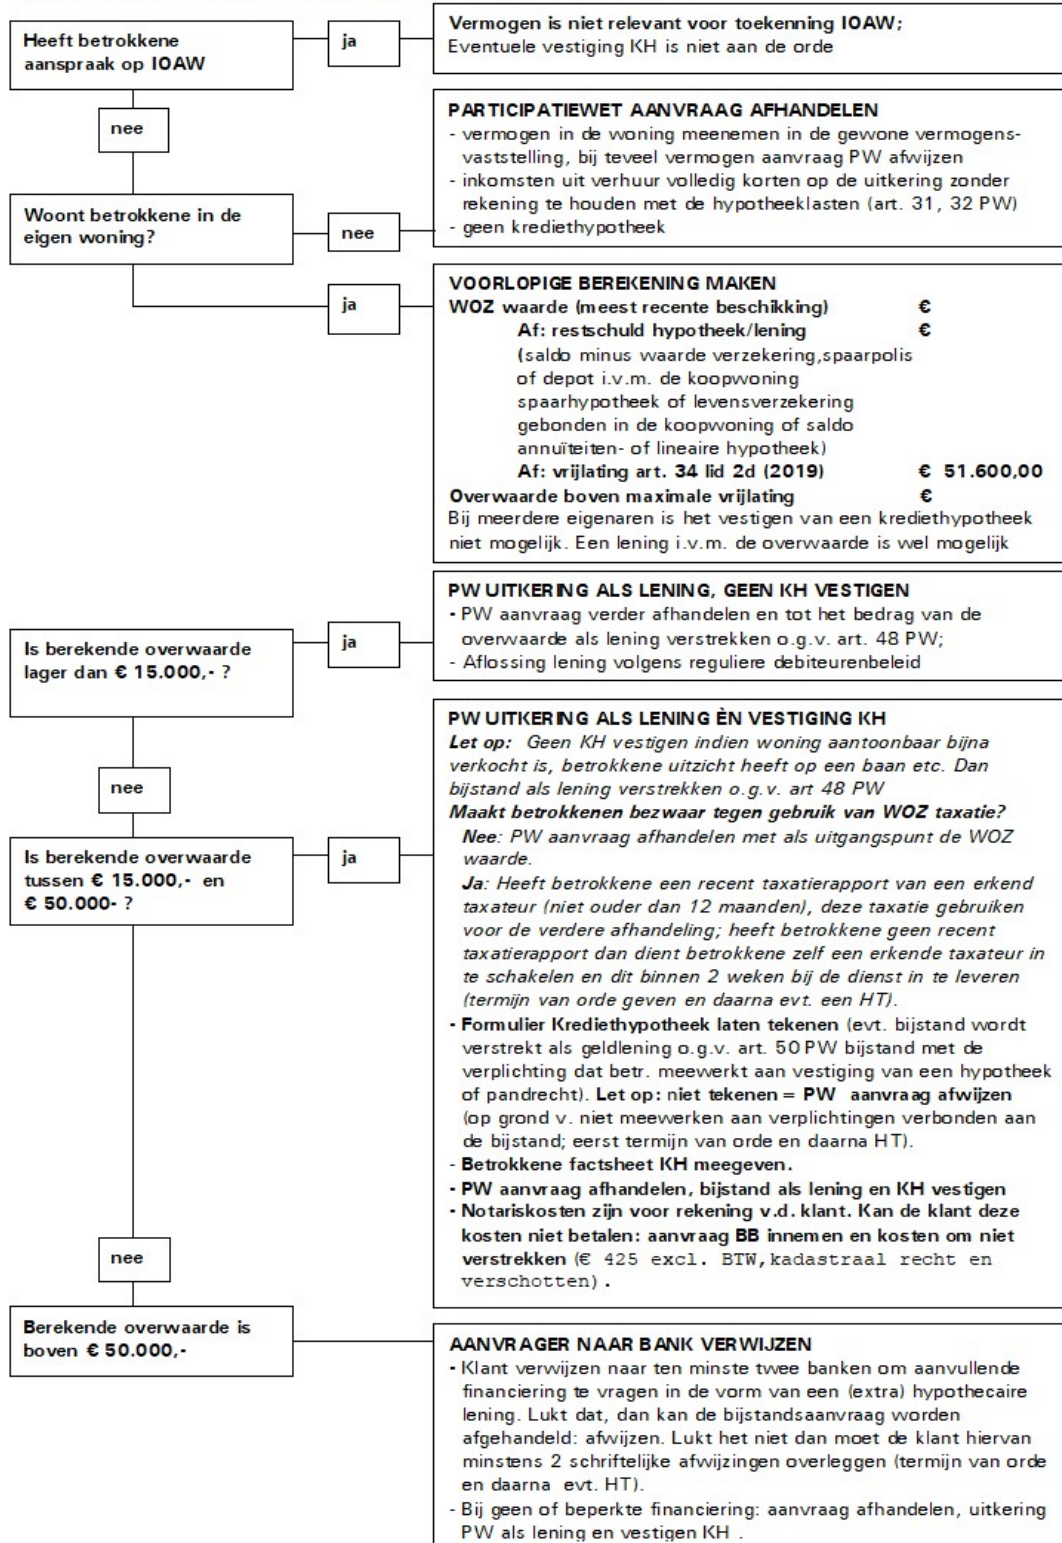 Heeft betrokkene
aanspraak op IOAW
ja
Vermogen is niet relevant voor toekenning IOAW;
Eventuele vestiging KH is niet aan de orde
nee
PARTICIPATIEWET AANVRAAG AFHANDELEN
- vermogen in de woning meenemen in de gewone vermogens-
vaststelling, bij teveel vermogen aanvraag PW afwijzen
- inkomsten uit verhuur volledig korten op de uitkering zonder
rekening te houden met de hypotheeklasten (art. 31, 32 PW)
- geen krediethypotheek
Woont betrokkene in de
eigen woning?
nee
ja
VOORLOPIGE BEREKENING MAKEN
WOZ waarde (meest recente beschikking) €
Af: restschuld hypotheek/lening €
(saldo minus waarde verzekering,spaarpolis
of depot i.v.m. de koopwoning
spaarhypotheek of levensverzekering
gebonden in de koopwoning of saldo
annuïteiten- of lineaire hypotheek)
Af: vrijlating art. 34 lid 2d (2019) € 51.600,00
Overwaarde boven maximale vrijlating €
Bij meerdere eigenaren is het vestigen van een krediethypotheek
niet mogelijk. Een lening i.v.m. de overwaarde is wel mogelijk
Is berekende overwaarde
lager dan € 15.000,- ?
ja
PW UITKERING ALS LENING, GEEN KH VESTIGEN
- PW aanvraag verder afhandelen en tot het bedrag van de
overwaarde als lening verstrekken o.g.v. art. 48 PW;
- Aflossing lening volgens reguliere debiteurenbeleid
nee
Is berekende overwaarde
tussen € 15.000,- en
€ 50.000- ?
ja
PW UITKERING ALS LENING ÈN VESTIGING KH
Let op: Geen KH vestigen indien woning aantoonbaar bijna
verkocht is, betrokkene uitzicht heeft op een baan etc. Dan
bijstand als lening verstrekken o.g.v. art 48 PW
Maakt betrokkenen bezwaar tegen gebruik van WOZ taxatie?
Nee: PW aanvraag afhandelen met als uitgangspunt de WOZ
waarde.
Ja: Heeft betrokkene een recent taxatierapport van een erkend
taxateur (niet ouder dan 12 maanden), deze taxatie gebruiken
voor de verdere afhandeling; heeft betrokkene geen recent
taxatierapport dan dient betrokkene zelf een erkende taxateur in
te schakelen en dit binnen 2 weken bij de dienst in te leveren
(termijn van orde geven en daarna evt. een HT).
- Formulier Krediethypotheek laten tekenen (evt. bijstand wordt
verstrekt als geldlening o.g.v. art. 50 PW bijstand met de
verplichting dat betr. meewerkt aan vestiging van een hypotheek
of pandrecht). Let op: niet tekenen = PW aanvraag afwijzen
(op grond v. niet meewerken aan verplichtingen verbonden aan
de bijstand; eerst termijn van orde en daarna HT).
- Betrokkene factsheet KH meegeven.
- PW aanvraag afhandelen, bijstand als lening en KH vestigen
- Notariskosten zijn voor rekening v.d. klant. Kan de klant deze
kosten niet betalen: aanvraag BB innemen en kosten om niet
verstrekken (€ 425 excl. BTW,kadastraal recht en
verschotten).
nee
Berekende overwaarde is
boven € 50.000,-
AANVRAGER NAAR BANK VERWIJZEN
- Klant verwijzen naar ten minste twee banken om aanvullende
financiering te vragen in de vorm van een (extra) hypothecaire
lening. Lukt dat, dan kan de bijstandsaanvraag worden
afgehandeld: afwijzen. Lukt het niet dan moet de klant hiervan
minstens 2 schriftelijke afwijzingen overleggen (termijn van orde
en daarna evt. HT).
- Bij geen of beperkte financiering: aanvraag afhandelen, uitkering
PW als lening en vestigen KH .